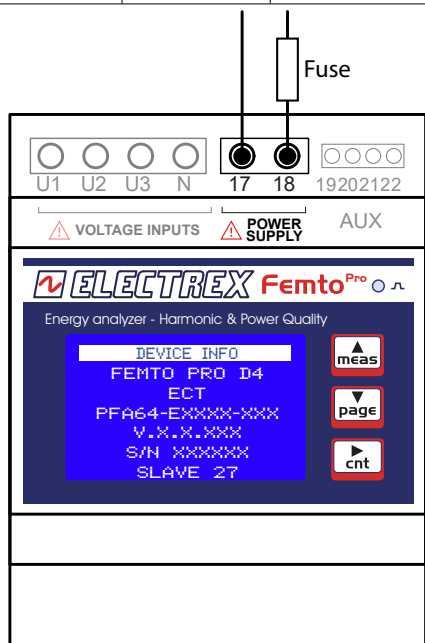 Fuse
U1 U2 U3 N 17 18 19202122
VOLTAGE INPUTS POWER SUPPLY AUX
ELECTREX Femto Pro
Energy analyzer - Harmonic & Power Quality
DEVICE INFO
FEMTO PRO D4
ECT
PFA64-EXXXX-XXX
V.X.X.XXX
S/N XXXXXX
SLAVE 27
meas
page
cnt